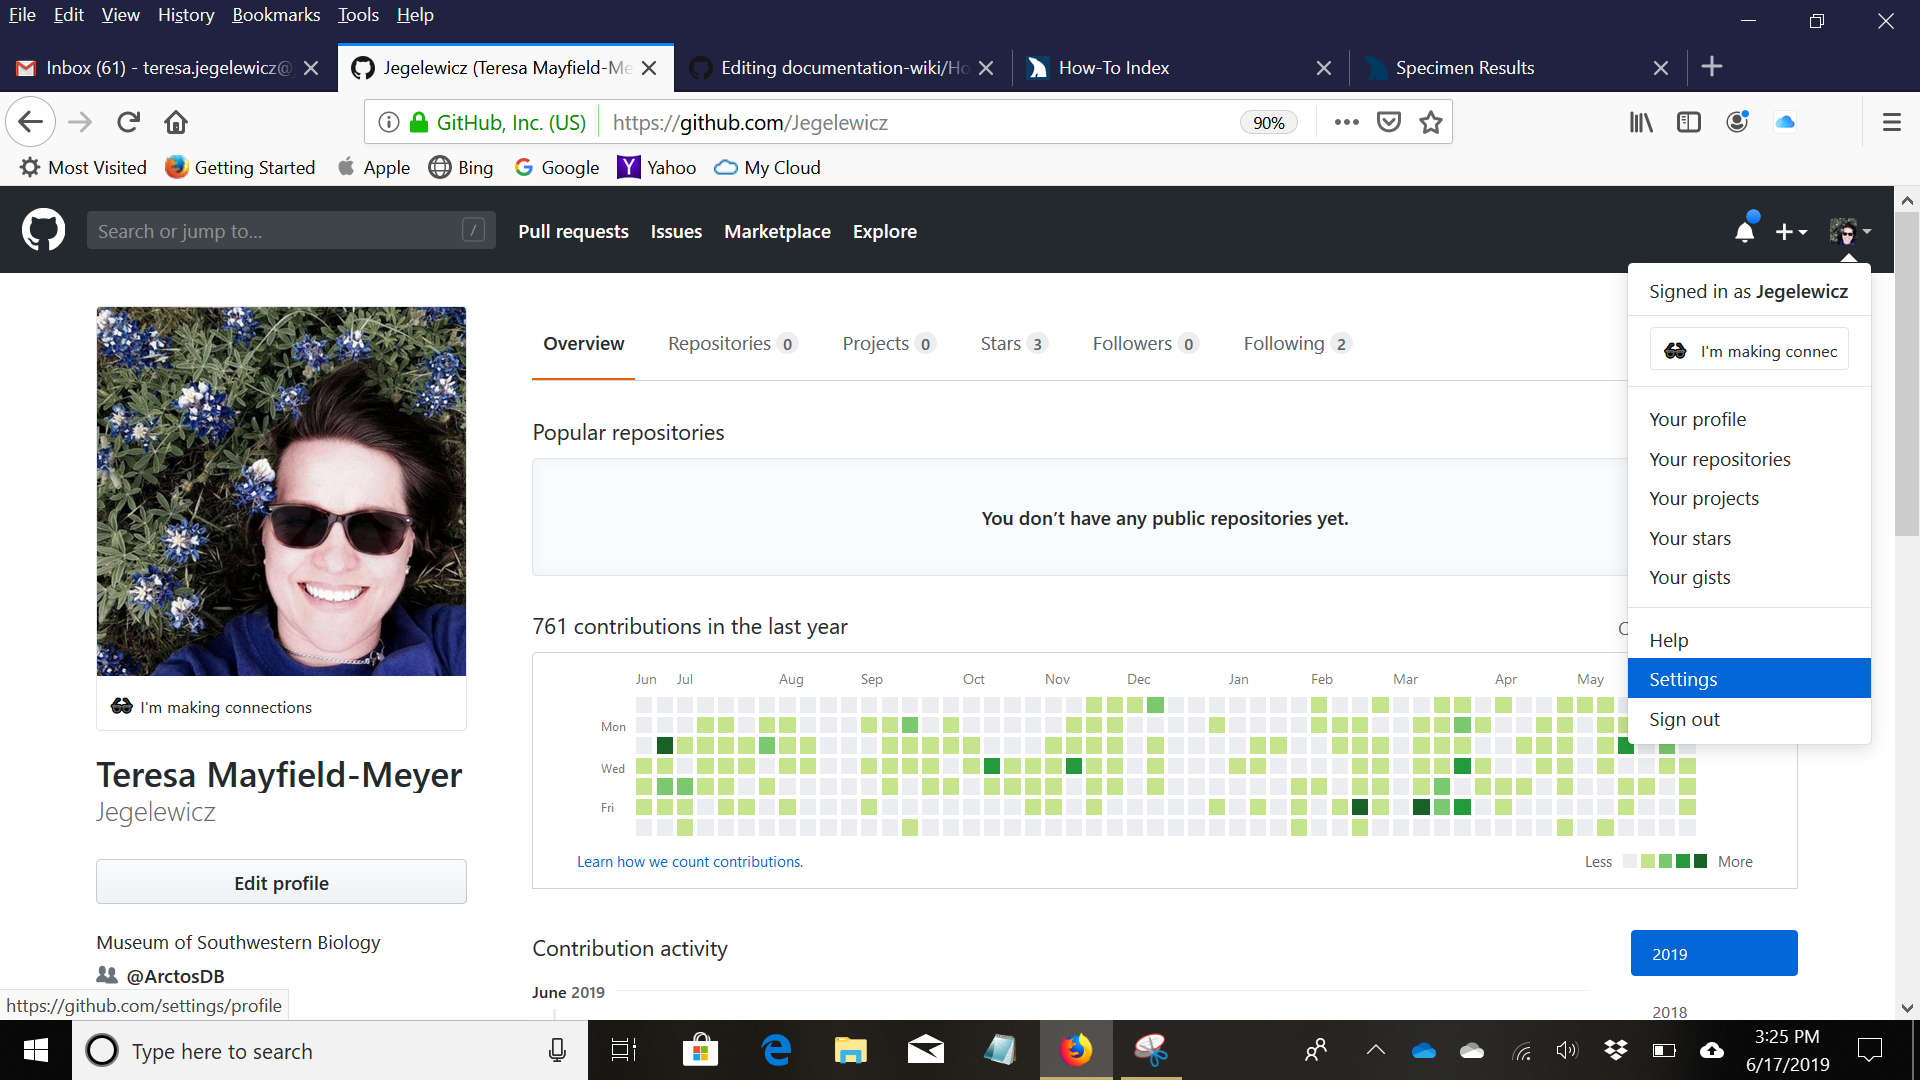 File Edit View History Bookmarks Tools Help
Inbox (61) - teresa.jegelewicz@
Jegelewicz (Teresa Mayfield-Me
Editing documentation-wiki/Ho
How-To Index
Specimen Results
GitHub, Inc. (US)
https://github.com/Jegelewicz
90%
Most Visited
Getting Started
Apple
Bing
Google
Yahoo
My Cloud
Search or jump to...
/
Pull requests
Issues
Marketplace
Explore
Signed in as Jegelewicz
I'm making connec
Your profile
Your repositories
Your projects
Your stars
Your gists
Help
Settings
Sign out
Overview
Repositories 0
Projects 0
Stars 3
Followers 0
Following 2
Popular repositories
You don’t have any public repositories yet.
761 contributions in the last year
Jun Jul Aug Sep Oct Nov Dec Jan Feb Mar Apr May
Mon
Wed
Fri
Learn how we count contributions.
Less
More
I'm making connections
Teresa Mayfield-Meyer
Jegelewicz
Edit profile
Museum of Southwestern Biology
@ArctosDB
Contribution activity
June 2019
2019
2018
https://github.com/settings/profile
Type here to search
3:25 PM
6/17/2019